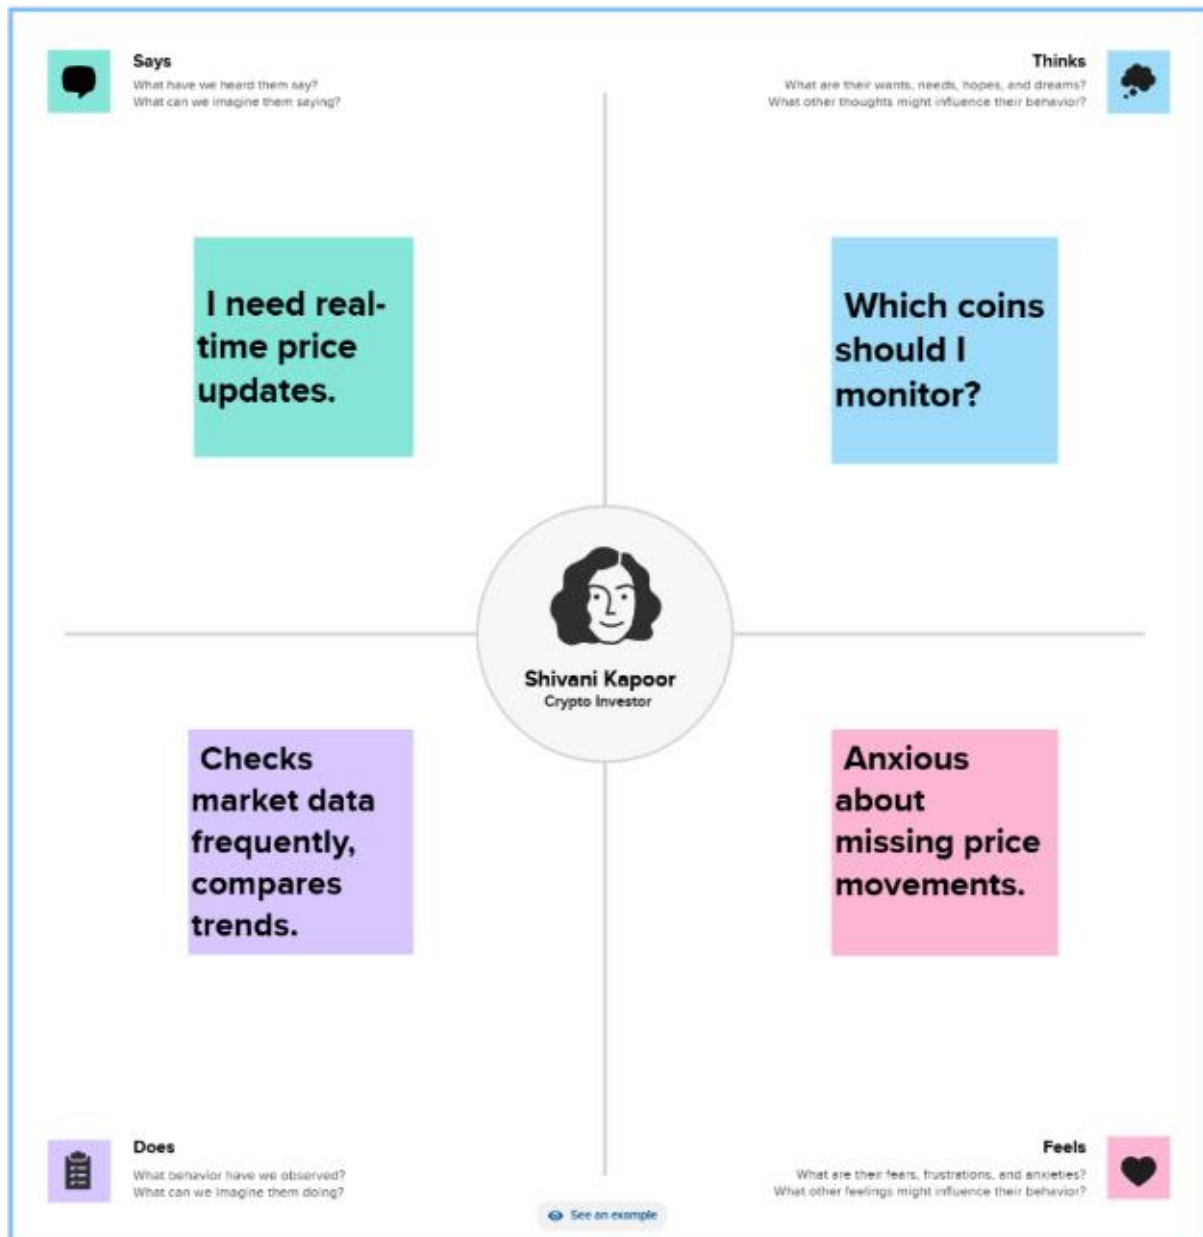 Says
What have we heard them say?
What can we imagine them saying?
Thinks
What are their wants, needs, hopes, and dreams?
What other thoughts might influence their behavior?
I need real-
time price
updates.
Which coins
should I
monitor?
Shivani Kapoor
Crypto Investor
Checks
market data
frequently,
compares
trends.
Anxious
about
missing price
movements.
Does
What behavior have we observed?
What can we imagine them doing?
Feels
What are their fears, frustrations, and anxieties?
What other feelings might influence their behavior?
See an example